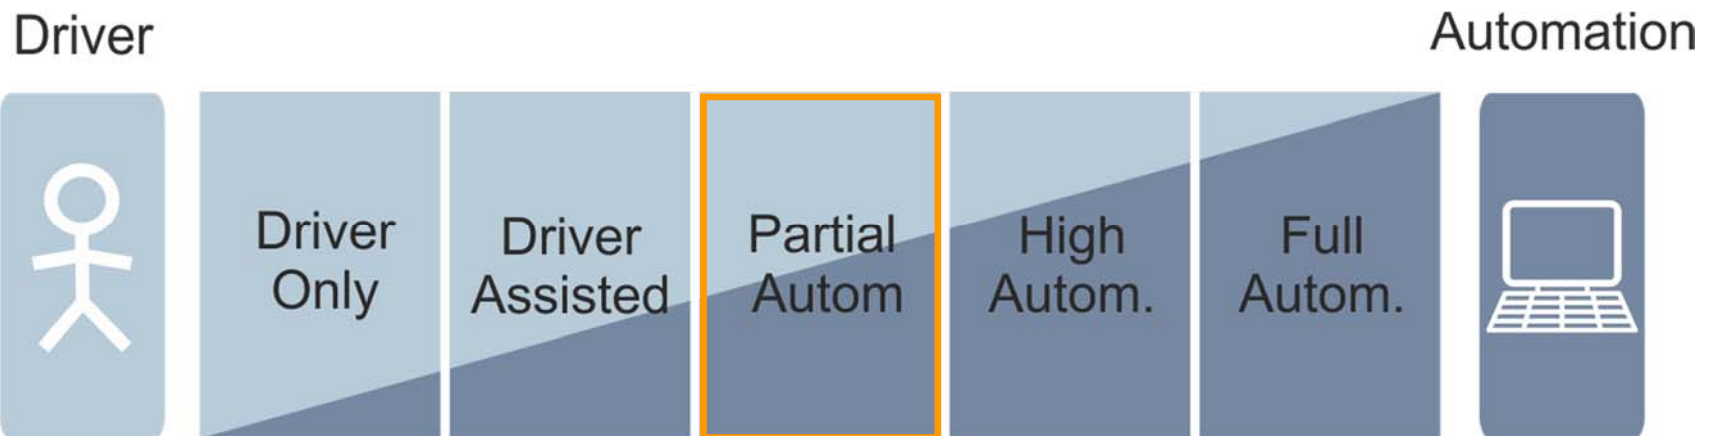 Driver
Automation
Driver
Only
Driver
Assisted
Partial
Autom
High
Autom.
Full
Autom.